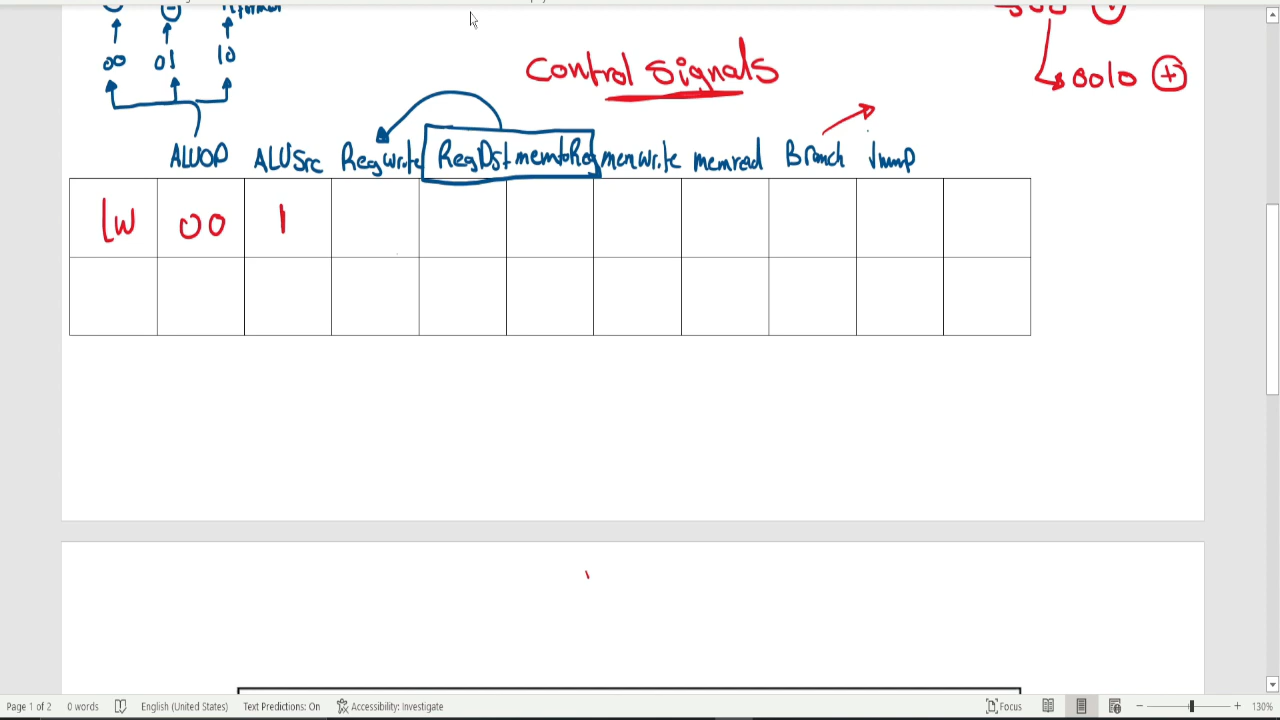 00 01 10
Control Signals
0010 +
ALUOP ALUSrc RegWrite RegDst memtoReg memWrite memread Branch Jump
lw 00 1
Page 1 of 2 0 words English (United States) Text Predictions: On Accessibility: Investigate Focus 130%